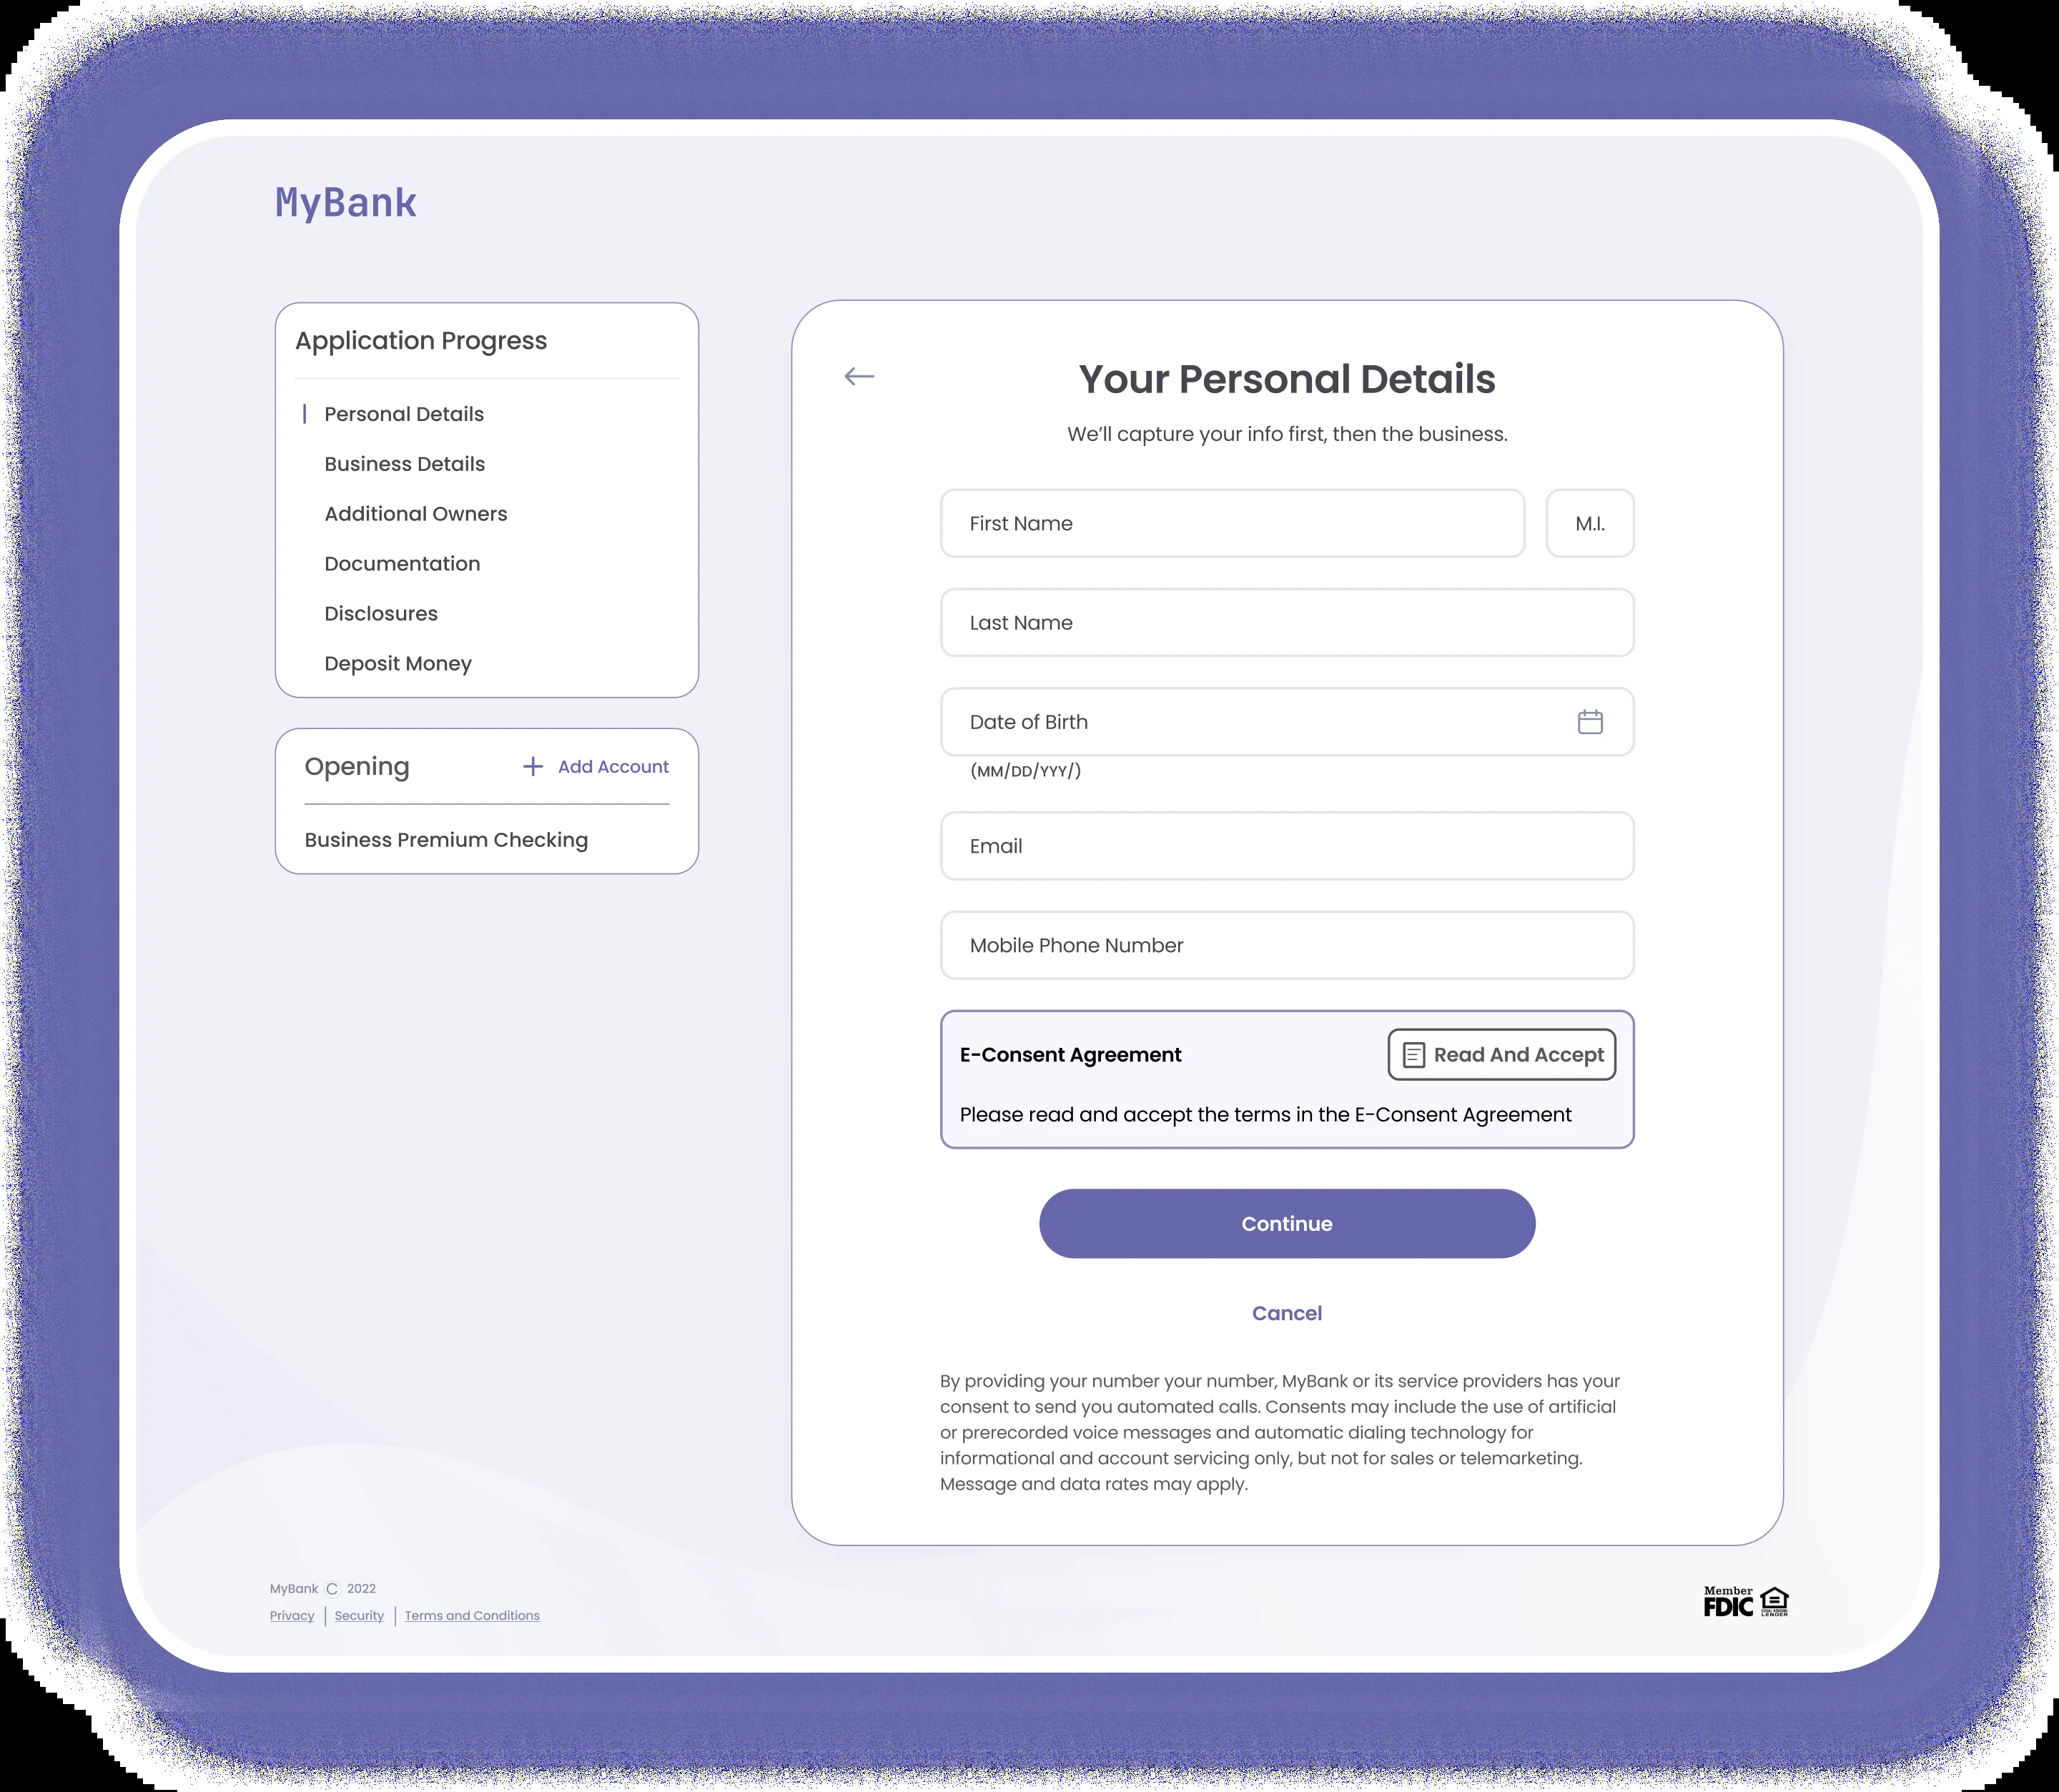 MyBank
Application Progress
Personal Details
Business Details
Additional Owners
Documentation
Disclosures
Deposit Money
Opening
Add Account
Business Premium Checking
Your Personal Details
We'll capture your info first, then the business.
First Name
M.I.
Last Name
Date of Birth
(MM/DD/YYY/)
Email
Mobile Phone Number
E-Consent Agreement
Read And Accept
Please read and accept the terms in the E-Consent Agreement
Continue
Cancel
By providing your number your number, MyBank or its service providers has your
consent to send you automated calls. Consents may include the use of artificial
or prerecorded voice messages and automatic dialing technology for
informational and account servicing only, but not for sales or telemarketing.
Message and data rates may apply.
MyBank © 2022
Privacy | Security | Terms and Conditions
Member
FDIC
EQUAL HOUSING
LENDER